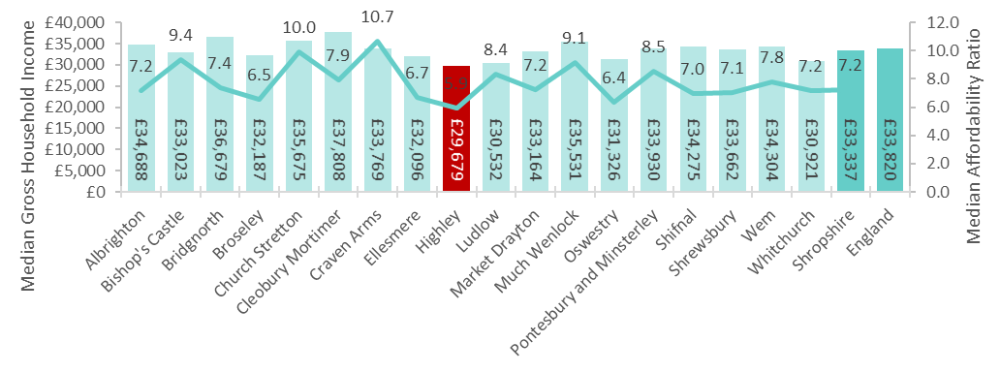 Median Gross Household Income
£40,000
£35,000
£30,000
£25,000
£20,000
£15,000
£10,000
£5,000
£0
12.0
10.0
8.0
6.0
4.0
2.0
0.0
Median Affordability Ratio
7.2
9.4
7.4
6.5
10.0
7.9
10.7
6.7
5.9
8.4
7.2
9.1
6.4
8.5
7.0
7.1
7.8
7.2
7.2
£34,688
£33,023
£36,679
£32,187
£35,675
£37,808
£33,769
£32,096
£29,679
£30,532
£33,164
£35,531
£31,326
£33,930
£34,275
£33,662
£34,304
£30,921
£33,337
£33,820
Albrighton
Bishop's Castle
Bridgnorth
Broseley
Church Stretton
Cleobury Mortimer
Craven Arms
Ellesmere
Highley
Ludlow
Market Drayton
Much Wenlock
Oswestry
Pontesbury and Minsterley
Shifnal
Shrewsbury
Wem
Whitchurch
Shropshire
England